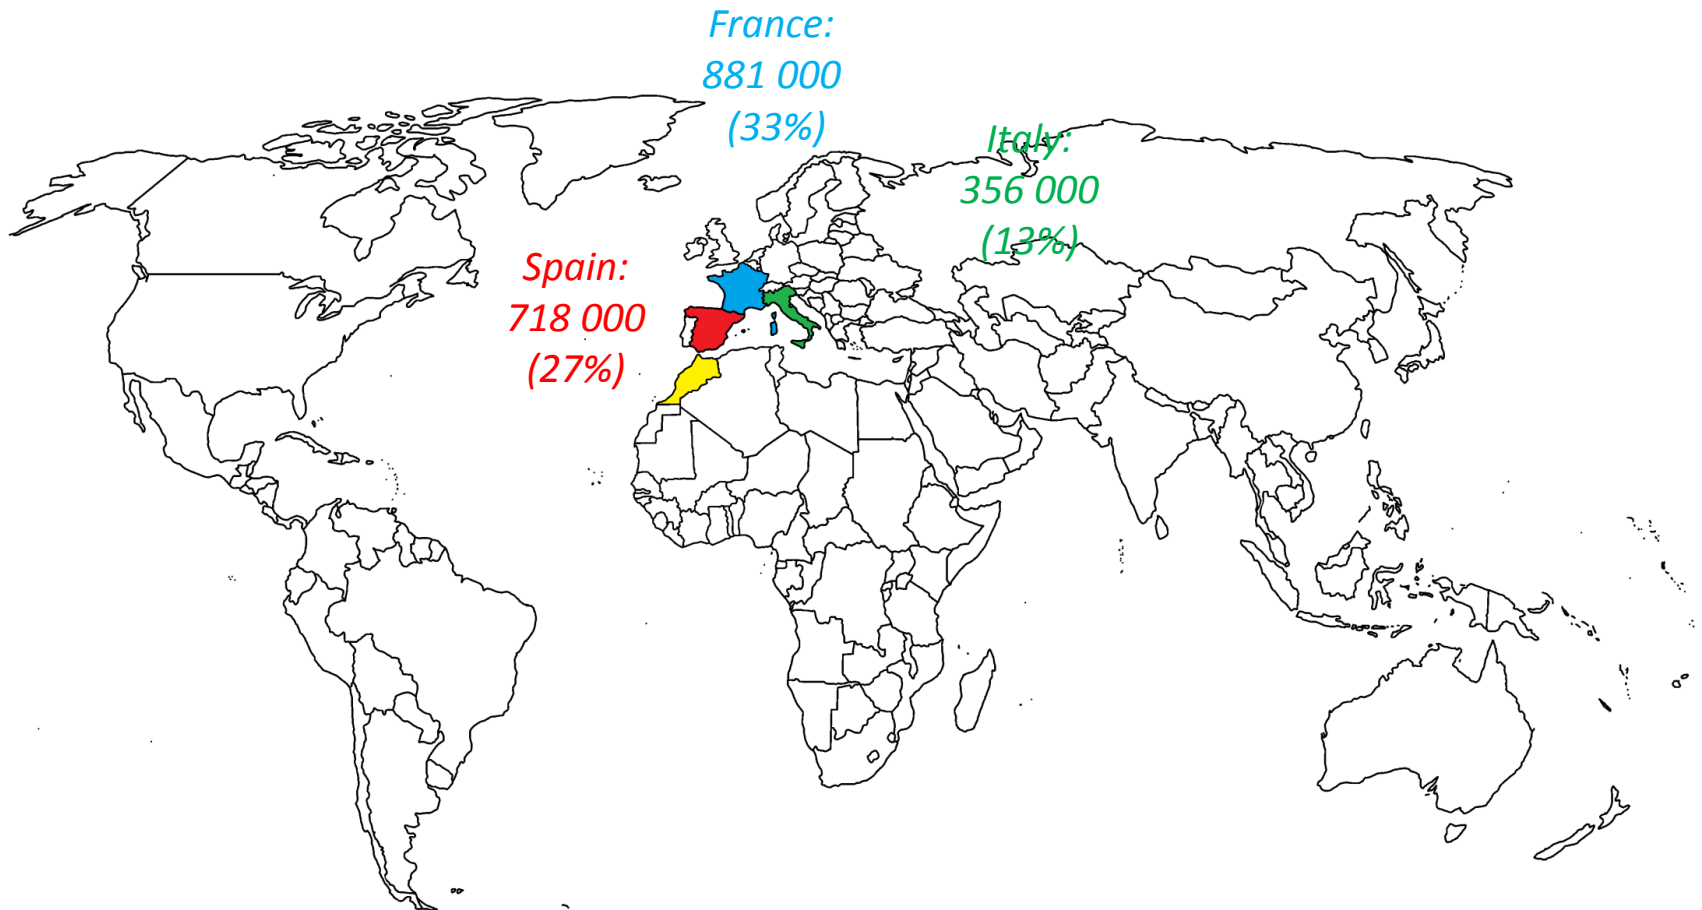 France:
881 000
(33%)
Italy:
356 000
(13%)
Spain:
718 000
(27%)